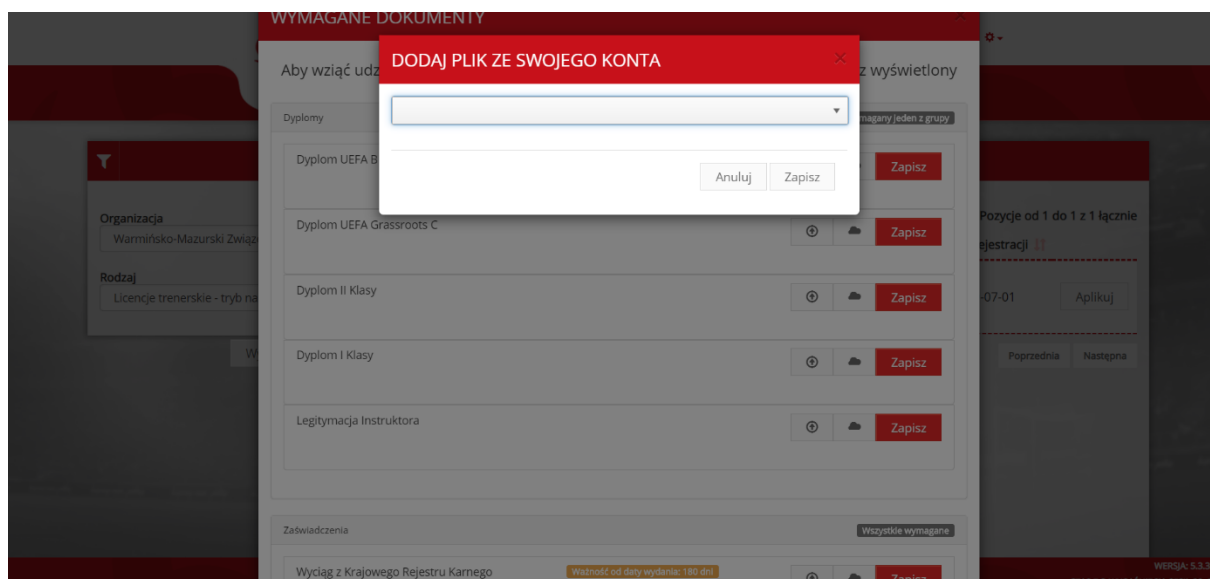 WYMAGANE DOKUMENTY
DODAJ PLIK ZE SWOJEGO KONTA
Aby wziąć udz
z wyświetlony
Dyplomy
magany jeden z grupy
Dyplom UEFA B
Zapisz
Anuluj
Zapisz
Organizacja
Warmińsko-Mazurski Związe
Dyplom UEFA Grassroots C
Zapisz
Pozycje od 1 do 1 z 1 łącznie
ejestracji
Rodzaj
Licencje trenerskie - tryb na
Dyplom II Klasy
Zapisz
-07-01
Aplikuj
Dyplom I Klasy
Zapisz
Poprzednia
Następna
Legitymacja Instruktora
Zapisz
Zaświadczenia
Wszystkie wymagane
Wyciąg z Krajowego Rejestru Karnego
Ważność od daty wydania: 180 dni
Zapisz
WERSJA: 5.3.3